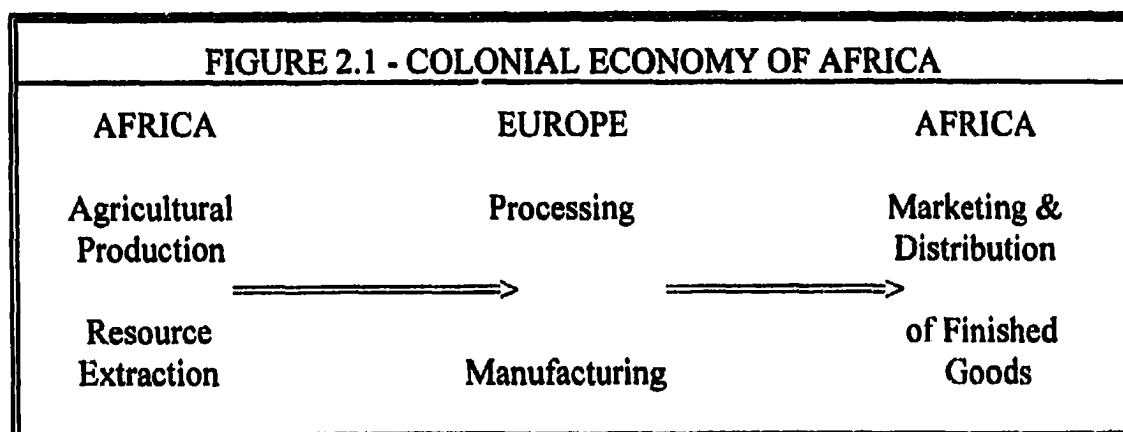 FIGURE 2.1 - COLONIAL ECONOMY OF AFRICA
AFRICA EUROPE AFRICA
Agricultural Processing Marketing &
Production Distribution
Resource of Finished
Extraction Manufacturing Goods